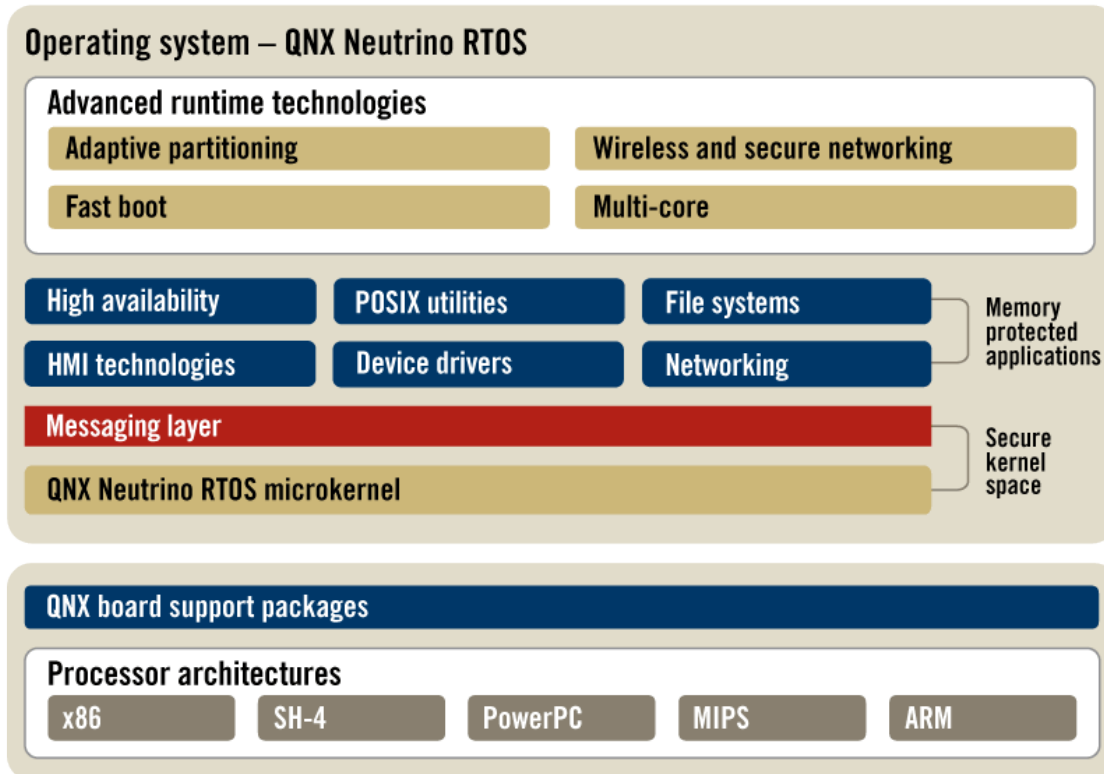 Operating system – QNX Neutrino RTOS
Advanced runtime technologies
Adaptive partitioning
Wireless and secure networking
Fast boot
Multi-core
High availability
POSIX utilities
File systems
HMI technologies
Device drivers
Networking
Memory
protected
applications
Messaging layer
QNX Neutrino RTOS microkernel
Secure
kernel
space
QNX board support packages
Processor architectures
x86
SH-4
PowerPC
MIPS
ARM